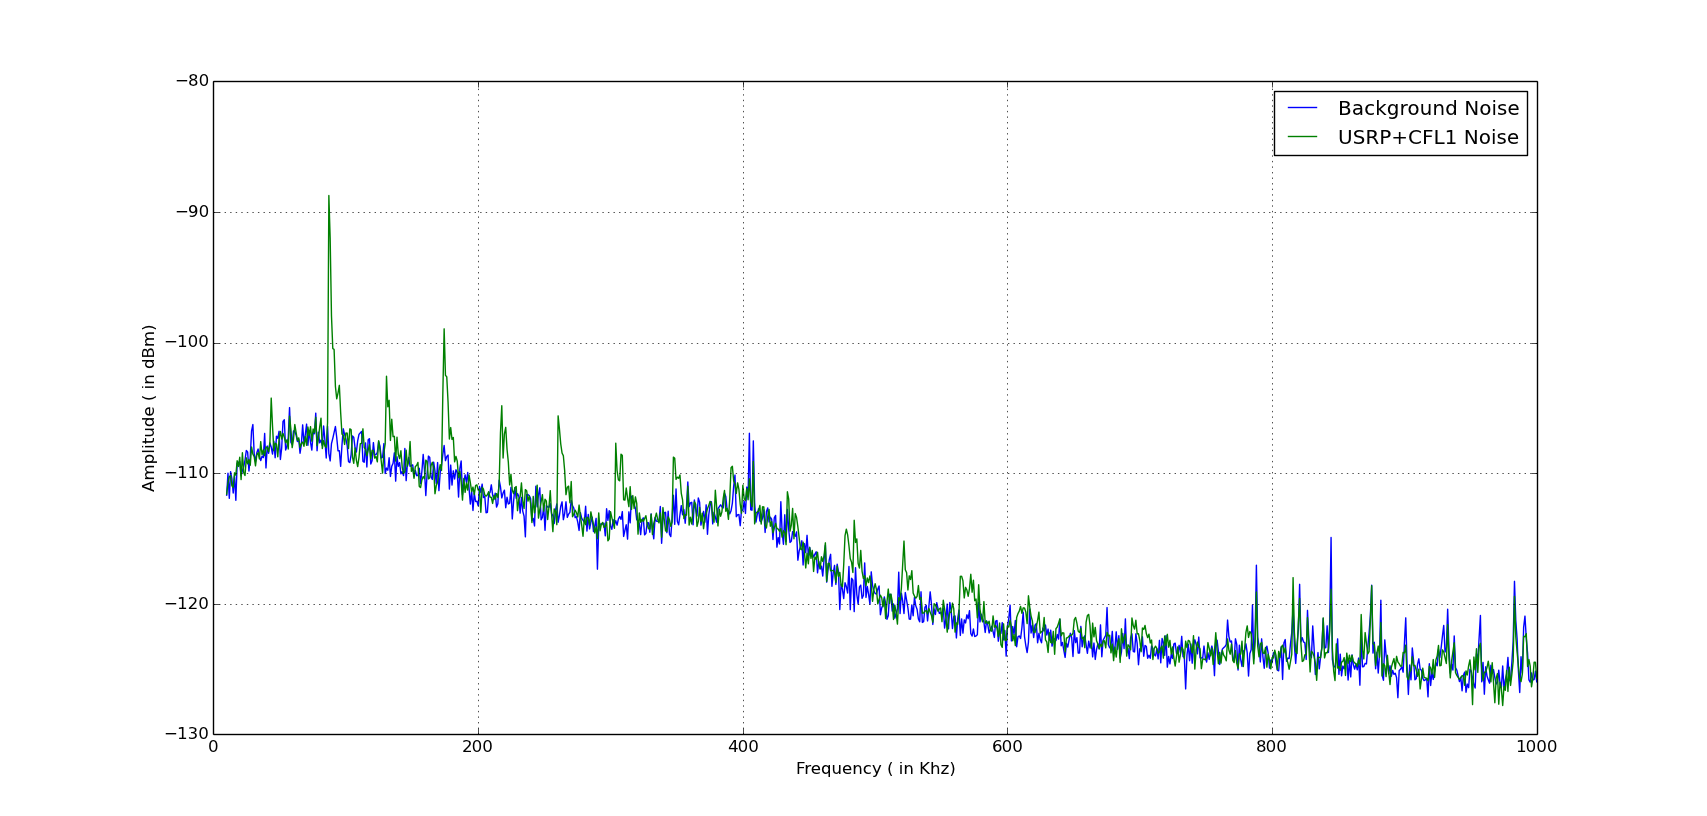 −80
−90
−100
−110
−120
−130
Amplitude ( in dBm)
Background Noise
USRP+CFL1 Noise
0 200 400 600 800 1000
Frequency ( in Khz)